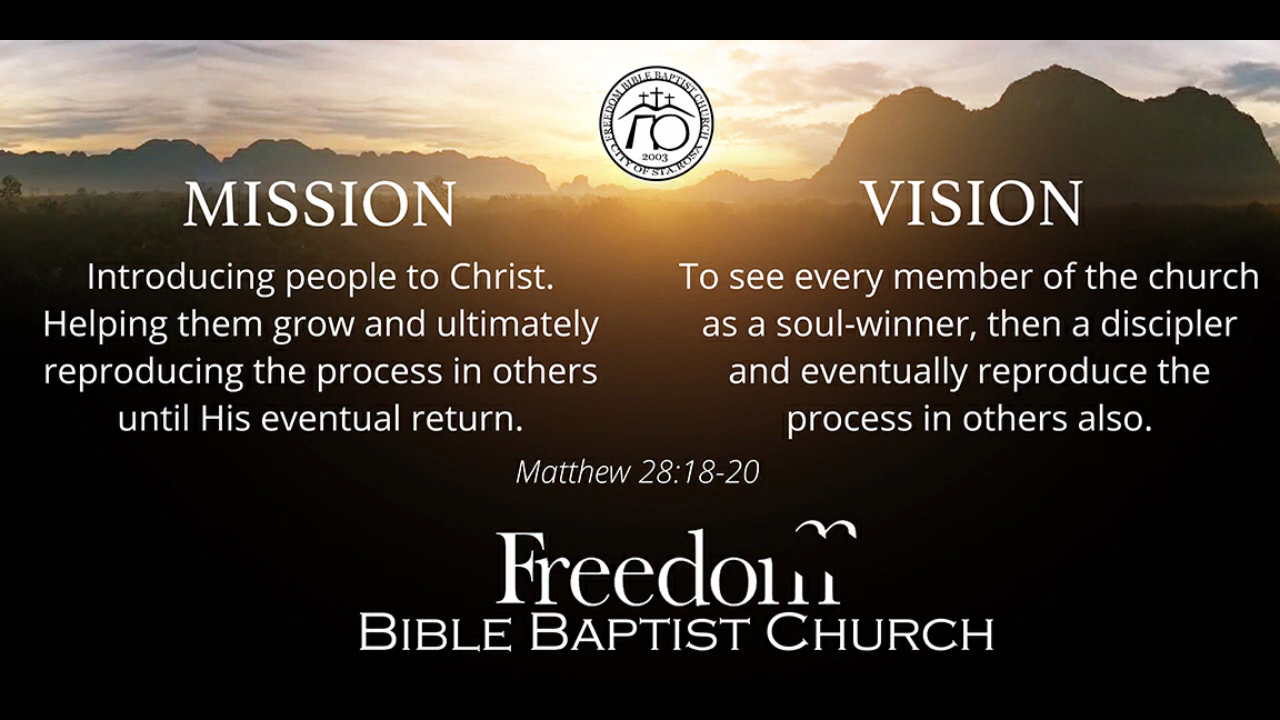 FREEDOM BIBLE BAPTIST CHURCH
2003
CITY OF STA. ROSA
MISSION
Introducing people to Christ.
Helping them grow and ultimately
reproducing the process in others
until His eventual return.
VISION
To see every member of the church
as a soul-winner, then a discipler
and eventually reproduce the
process in others also.
Matthew 28:18-20
Freedom
BIBLE BAPTIST CHURCH